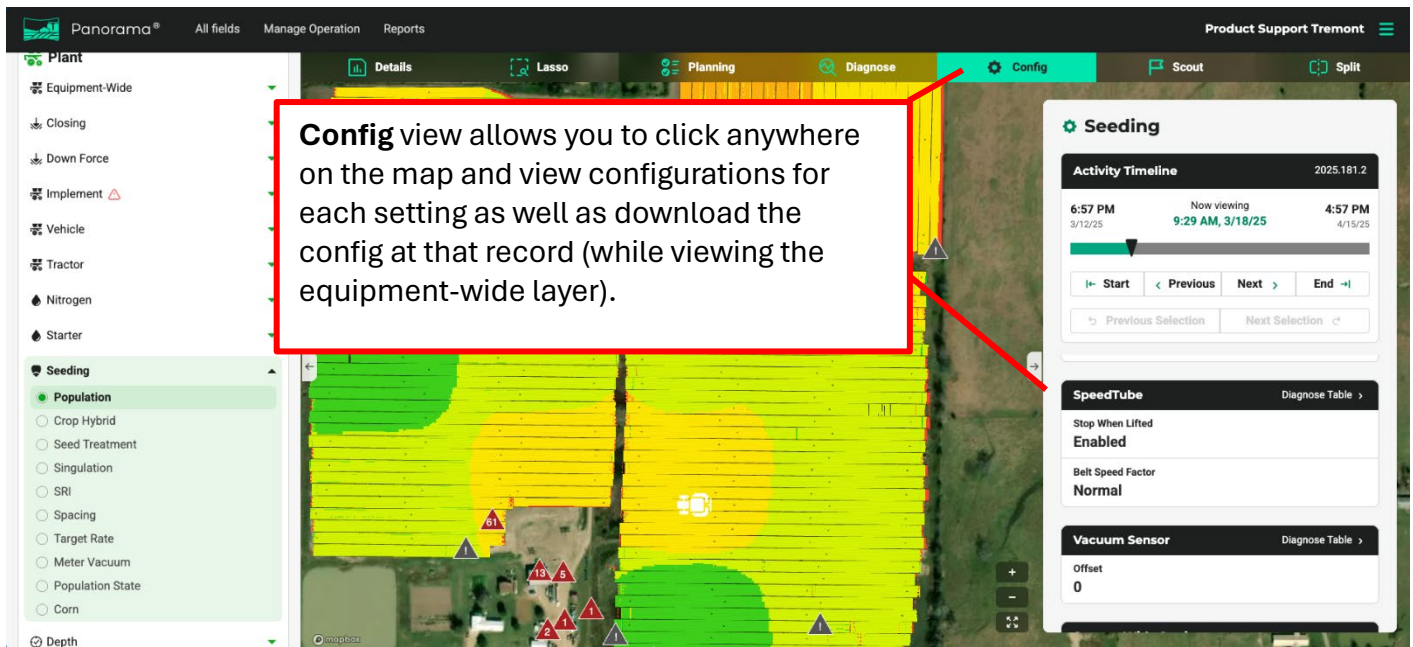 Panorama®
All fields
Manage Operation
Reports
Product Support Tremont
Plant
Equipment-Wide
Closing
Down Force
Implement
Vehicle
Tractor
Nitrogen
Starter
Seeding
Population
Crop Hybrid
Seed Treatment
Singulation
SRI
Spacing
Target Rate
Meter Vacuum
Population State
Corn
Depth
Details
Lasso
Planning
Diagnose
Config
Scout
Split
Config view allows you to click anywhere
on the map and view configurations for
each setting as well as download the
config at that record (while viewing the
equipment-wide layer).
61
13
5
1
1
2
mapbox
Seeding
Activity Timeline
2025.181.2
6:57 PM
3/12/25
Now viewing
9:29 AM, 3/18/25
4:57 PM
4/15/25
Start
Previous
Next
End
Previous Selection
Next Selection
SpeedTube
Diagnose Table
Stop When Lifted
Enabled
Belt Speed Factor
Normal
Vacuum Sensor
Diagnose Table
Offset
0